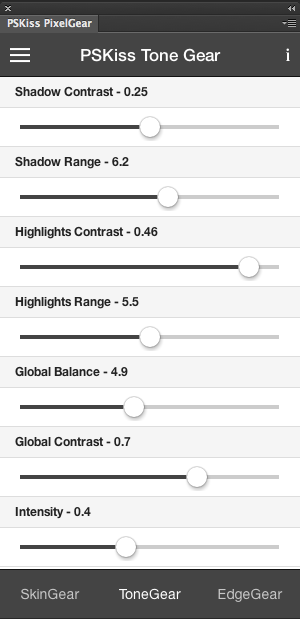 PSKiss PixelGear
PSKiss Tone Gear
Shadow Contrast - 0.25
Shadow Range - 6.2
Highlights Contrast - 0.46
Highlights Range - 5.5
Global Balance - 4.9
Global Contrast - 0.7
Intensity - 0.4
SkinGear ToneGear EdgeGear